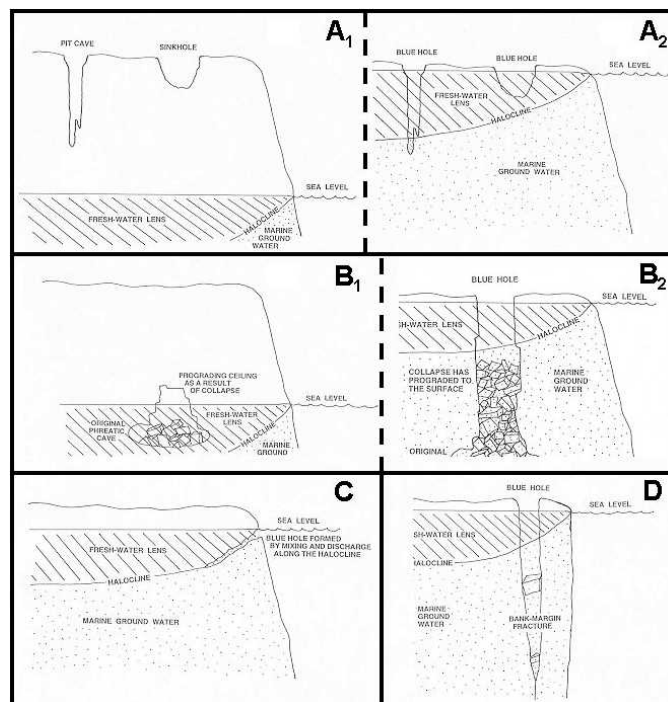 A1
PIT CAVE
SINKHOLE
SEA LEVEL
FRESH-WATER LENS
HALOCLINE
MARINE
GROUND
WATER
A2
BLUE HOLE
BLUE HOLE
SEA LEVEL
FRESH-WATER
LENS
HALOCLINE
MARINE
GROUND WATER
B1
PROGRADING CEILING
AS A RESULT
OF COLLAPSE
SEA LEVEL
ORIGINAL
PHREATIC
CAVE
FRESH-WATER
LENS
HALOCLINE
MARINE
GROUND
B2
BLUE HOLE
SEA LEVEL
SH-WATER LENS
HALOCLINE
COLLAPSE HAS
PROGRADED TO
THE SURFACE
MARINE
GROUND
WATER
ORIGINAL
C
SEA LEVEL
FRESH-WATER LENS
BLUE HOLE FORMED
BY MIXING AND DISCHARGE
ALONG THE HALOCLINE
HALOCLINE
MARINE GROUND WATER
D
BLUE HOLE
SEA LEVEL
SH-WATER LENS
HALOCLINE
MARINE
GROUND
WATER
BANK-MARGIN
FRACTURE